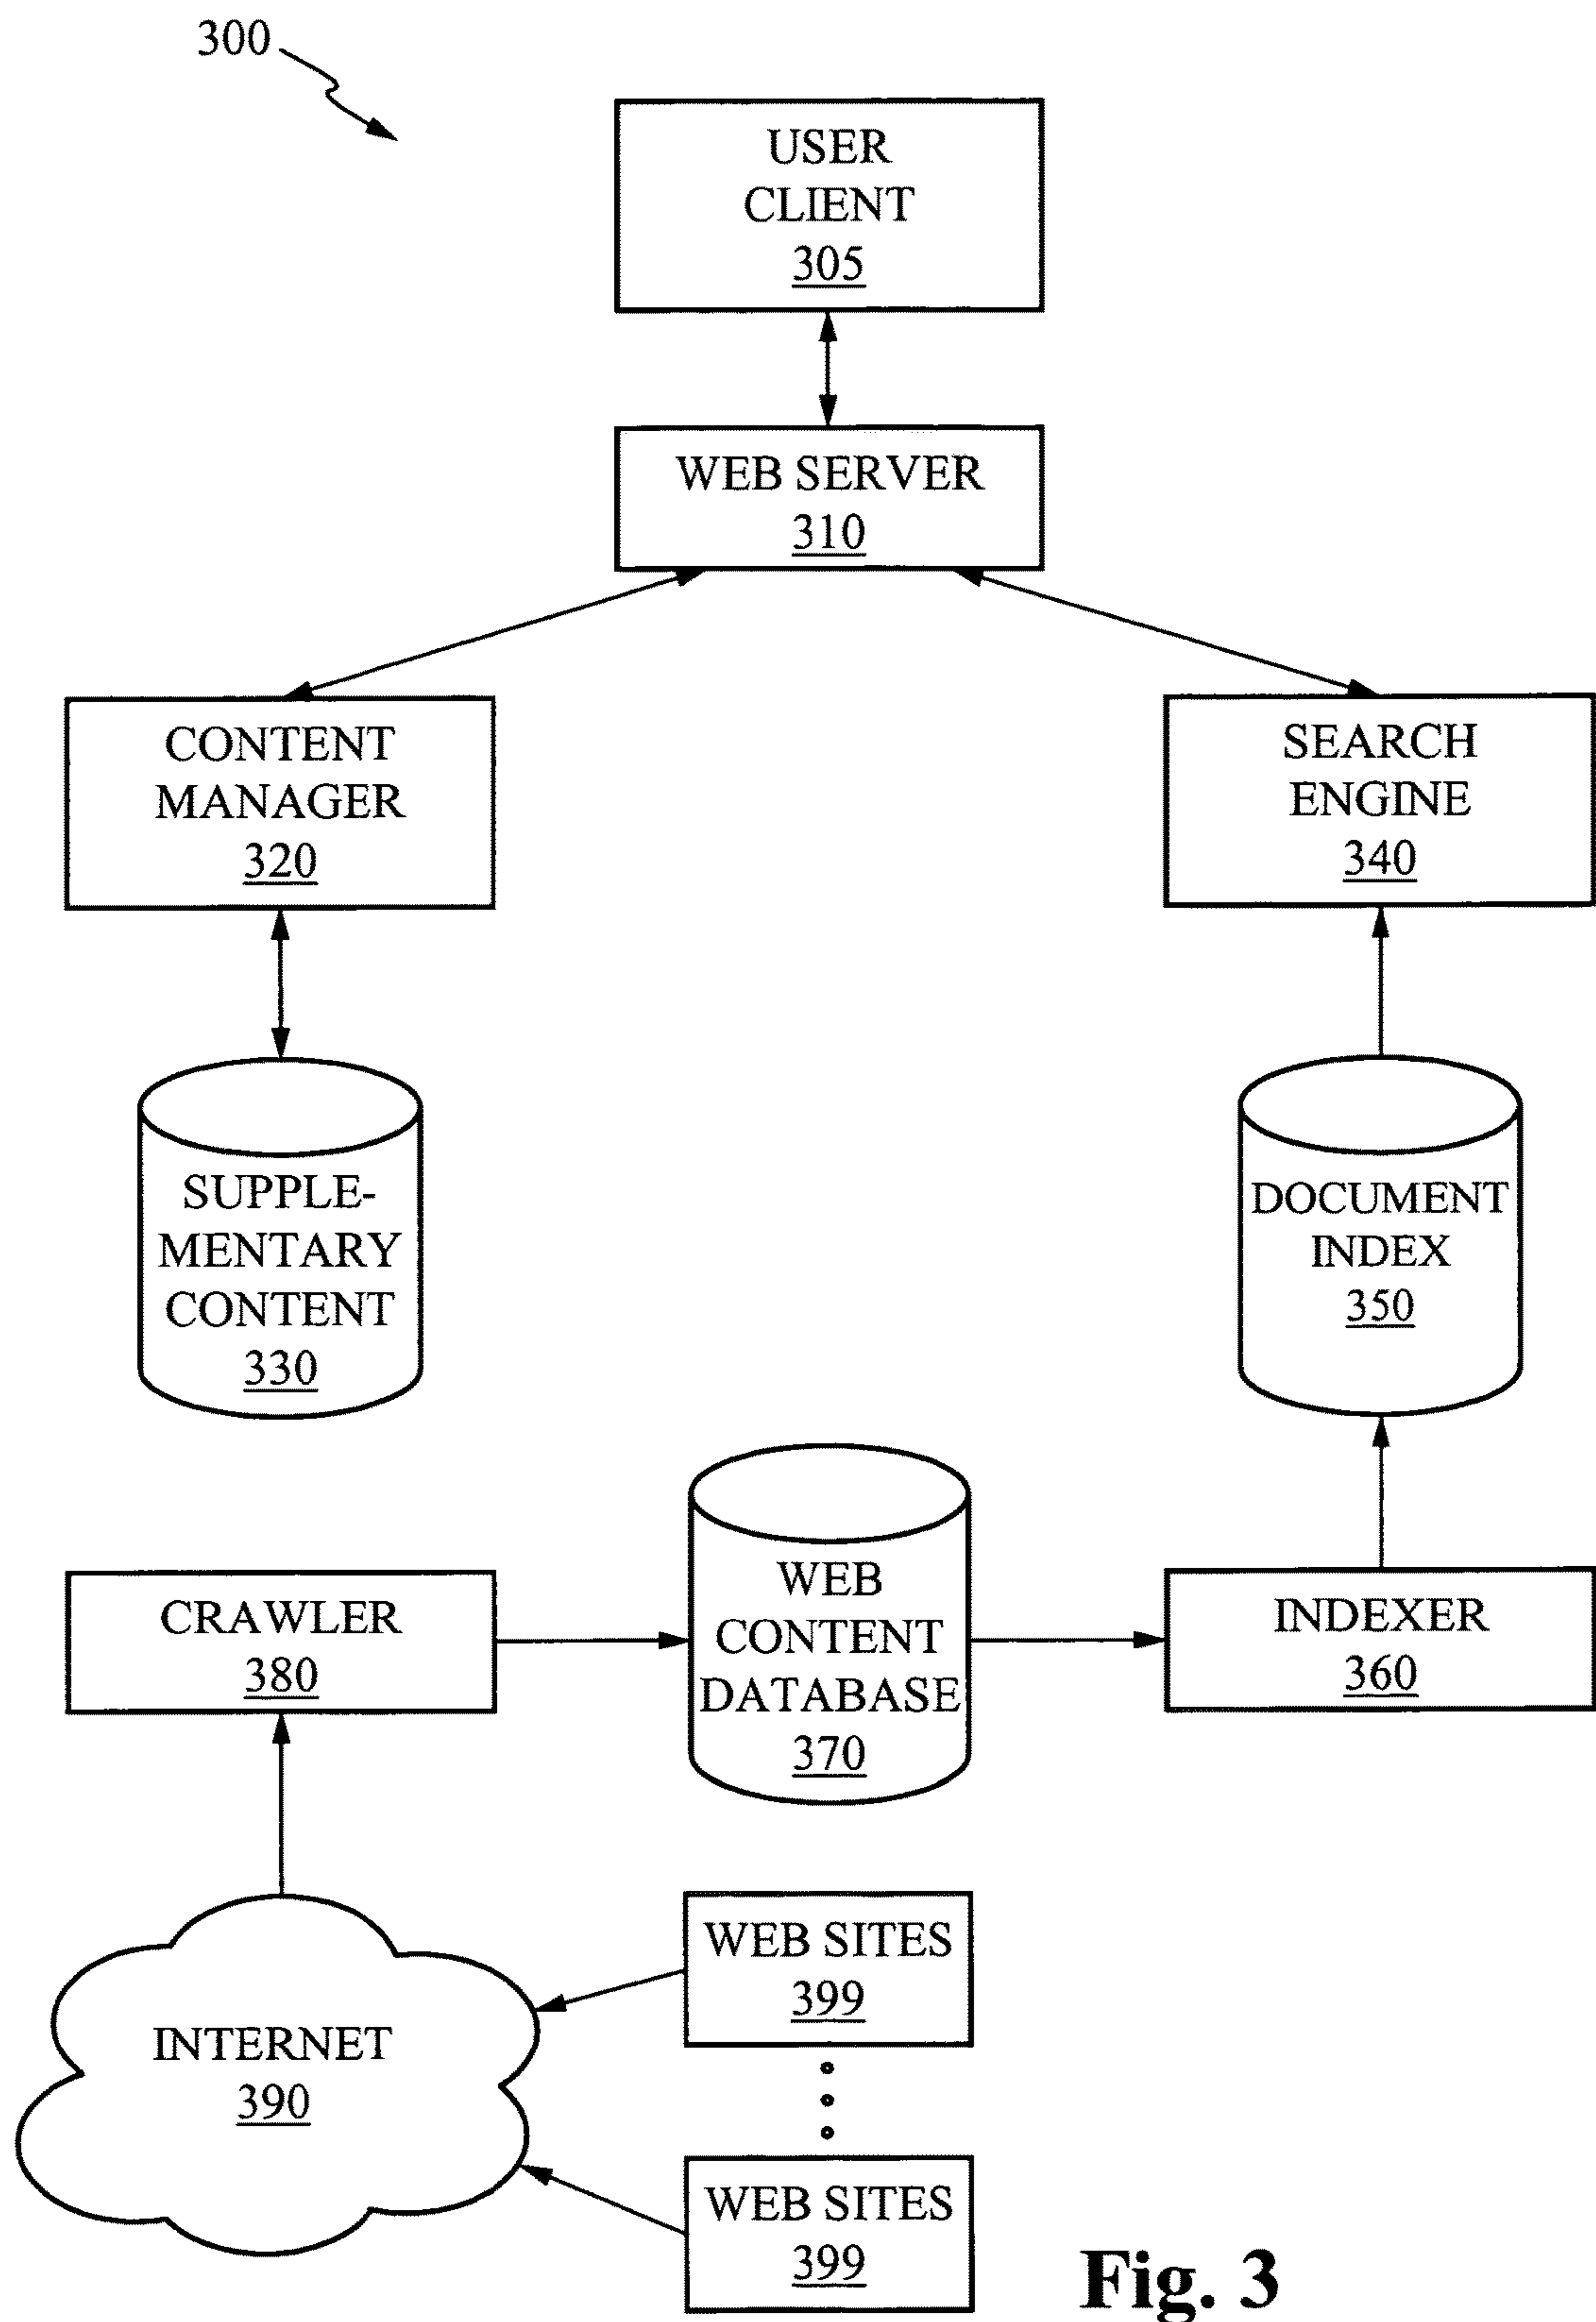 300
USER
CLIENT
305
WEB SERVER
310
CONTENT
MANAGER
320
SEARCH
ENGINE
340
SUPPLE-
MENTARY
CONTENT
330
DOCUMENT
INDEX
350
CRAWLER
380
WEB
CONTENT
DATABASE
370
INDEXER
360
INTERNET
390
WEB SITES
399
WEB SITES
399
Fig. 3